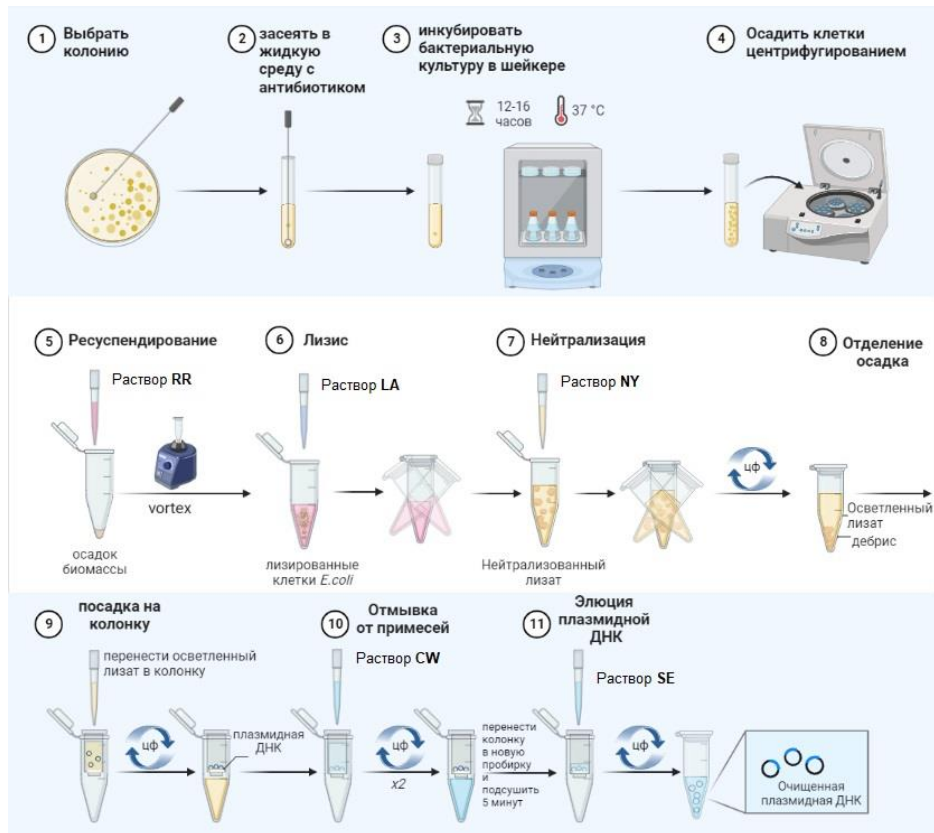 1 Выбрать
колонию
2 засеять в
жидкую
среду с
антибиотиком
3 инкубировать
бактериальную
культуру в шейкере
12-16
часов
37 °C
4 Осадить клетки
центрифугированием
5 Ресуспендирование
Раствор RR
vortex
осадок
биомассы
6 Лизис
Раствор LA
лизированные
клетки E.coli
7 Нейтрализация
Раствор NY
Нейтрализованный
лизат
цф
8 Отделение
осадка
Осветленный
лизат
дебрис
9 посадка на
колонку
перенести осветленный
лизат в колонку
цф
плазмидная
ДНК
10 Отмывка
от примесей
Раствор CW
цф
x2
перенести
колонку
в новую
пробирку
и
подсушить
5 минут
11 Элюция
плазмидной
ДНК
Раствор SE
цф
Очищенная
плазмидная ДНК